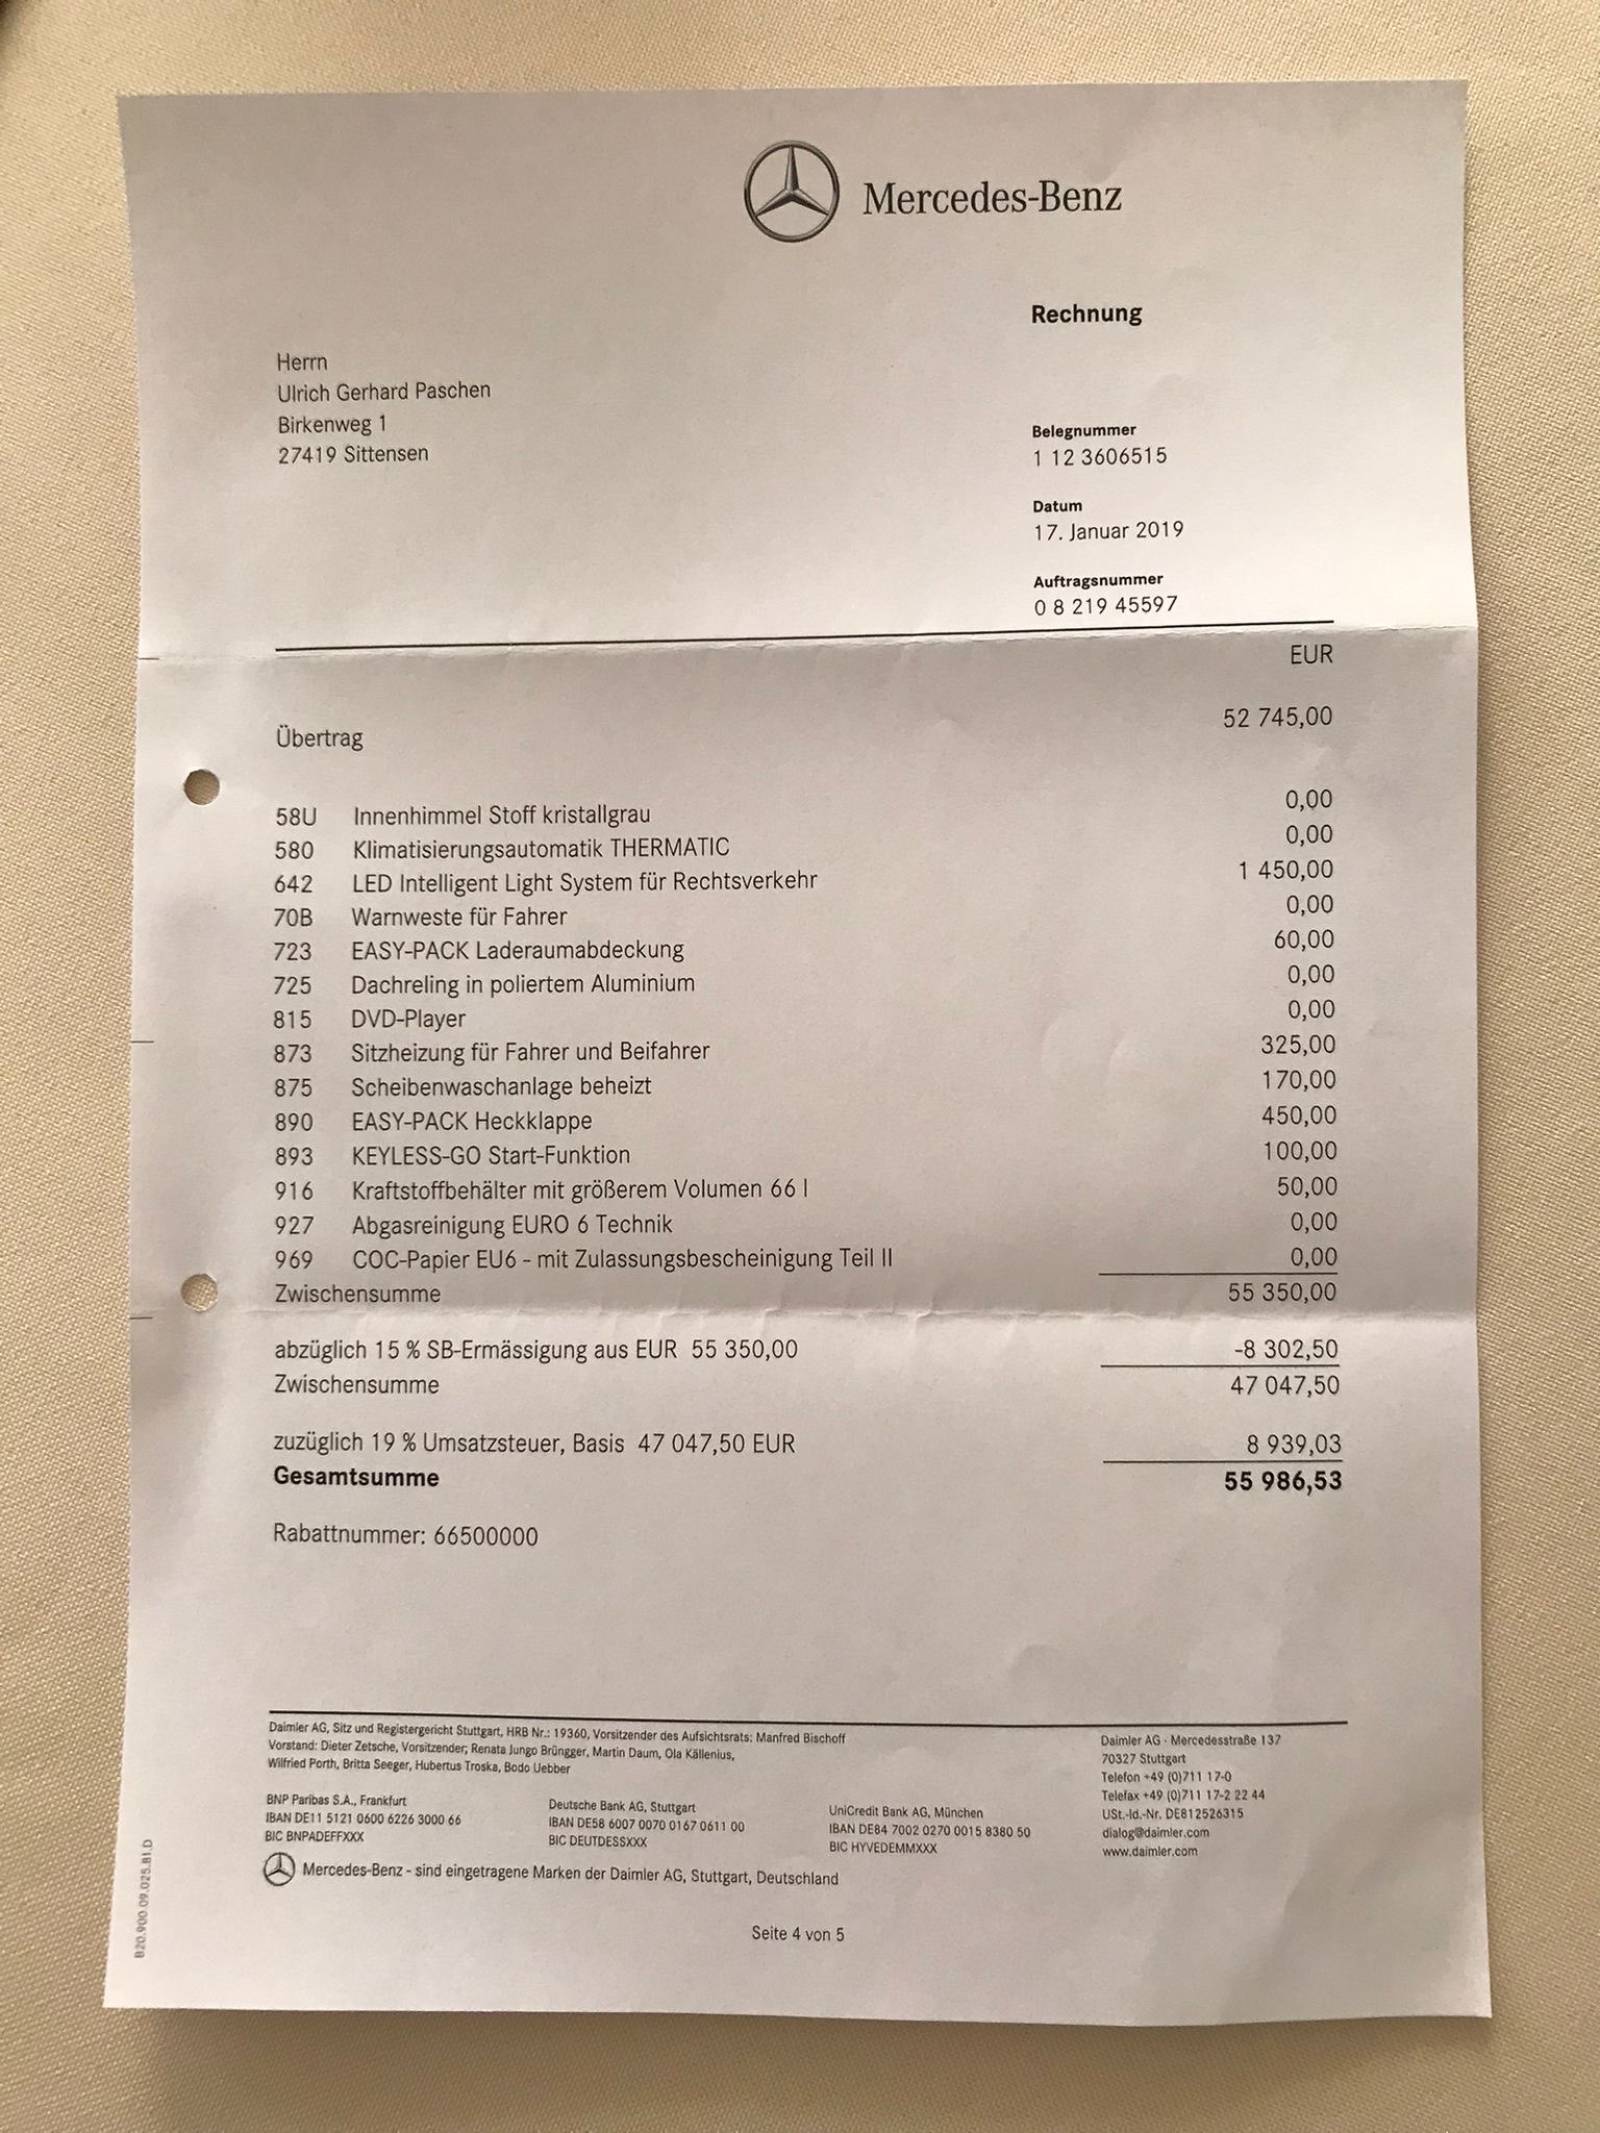 Mercedes-Benz
Rechnung
Herrn
Ulrich Gerhard Paschen
Birkenweg 1
27419 Sittensen
Belegnummer
1 12 3606515
Datum
17. Januar 2019
Auftragsnummer
0 8 219 45597
EUR
Übertrag 52 745,00
58U Innenhimmel Stoff kristallgrau 0,00
580 Klimatisierungsautomatik THERMATIC 0,00
642 LED Intelligent Light System für Rechtsverkehr 1 450,00
70B Warnweste für Fahrer 0,00
723 EASY-PACK Laderaumabdeckung 60,00
725 Dachreling in poliertem Aluminium 0,00
815 DVD-Player 0,00
873 Sitzheizung für Fahrer und Beifahrer 325,00
875 Scheibenwaschanlage beheizt 170,00
890 EASY-PACK Heckklappe 450,00
893 KEYLESS-GO Start-Funktion 100,00
916 Kraftstoffbehälter mit größerem Volumen 66 l 50,00
927 Abgasreinigung EURO 6 Technik 0,00
969 COC-Papier EU6 - mit Zulassungsbescheinigung Teil II 0,00
Zwischensumme 55 350,00
abzüglich 15 % SB-Ermässigung aus EUR 55 350,00 -8 302,50
Zwischensumme 47 047,50
zuzüglich 19 % Umsatzsteuer, Basis 47 047,50 EUR 8 939,03
Gesamtsumme 55 986,53
Rabattnummer: 66500000
Daimler AG, Sitz und Registergericht Stuttgart, HRB Nr.: 19360, Vorsitzender des Aufsichtsrats: Manfred Bischoff
Vorstand: Dieter Zetsche, Vorsitzender; Renata Jungo Brüngger, Martin Daum, Ola Källenius,
Wilfried Porth, Britta Seeger, Hubertus Troska, Bodo Uebber
BNP Paribas S.A., Frankfurt
IBAN DE11 5121 0600 6226 3000 66
BIC BNPADEFFXXX
Deutsche Bank AG, Stuttgart
IBAN DE58 6007 0070 0167 0611 00
BIC DEUTDESSXXX
UniCredit Bank AG, München
IBAN DE84 7002 0270 0015 8380 50
BIC HYVEDEMMXXX
Daimler AG · Mercedesstraße 137
70327 Stuttgart
Telefon +49 (0)711 17-0
Telefax +49 (0)711 17-2 22 44
USt.-Id.-Nr. DE812526315
dialog@daimler.com
www.daimler.com
Mercedes-Benz - sind eingetragene Marken der Daimler AG, Stuttgart, Deutschland
Seite 4 von 5
B20.900.09.025.81.D